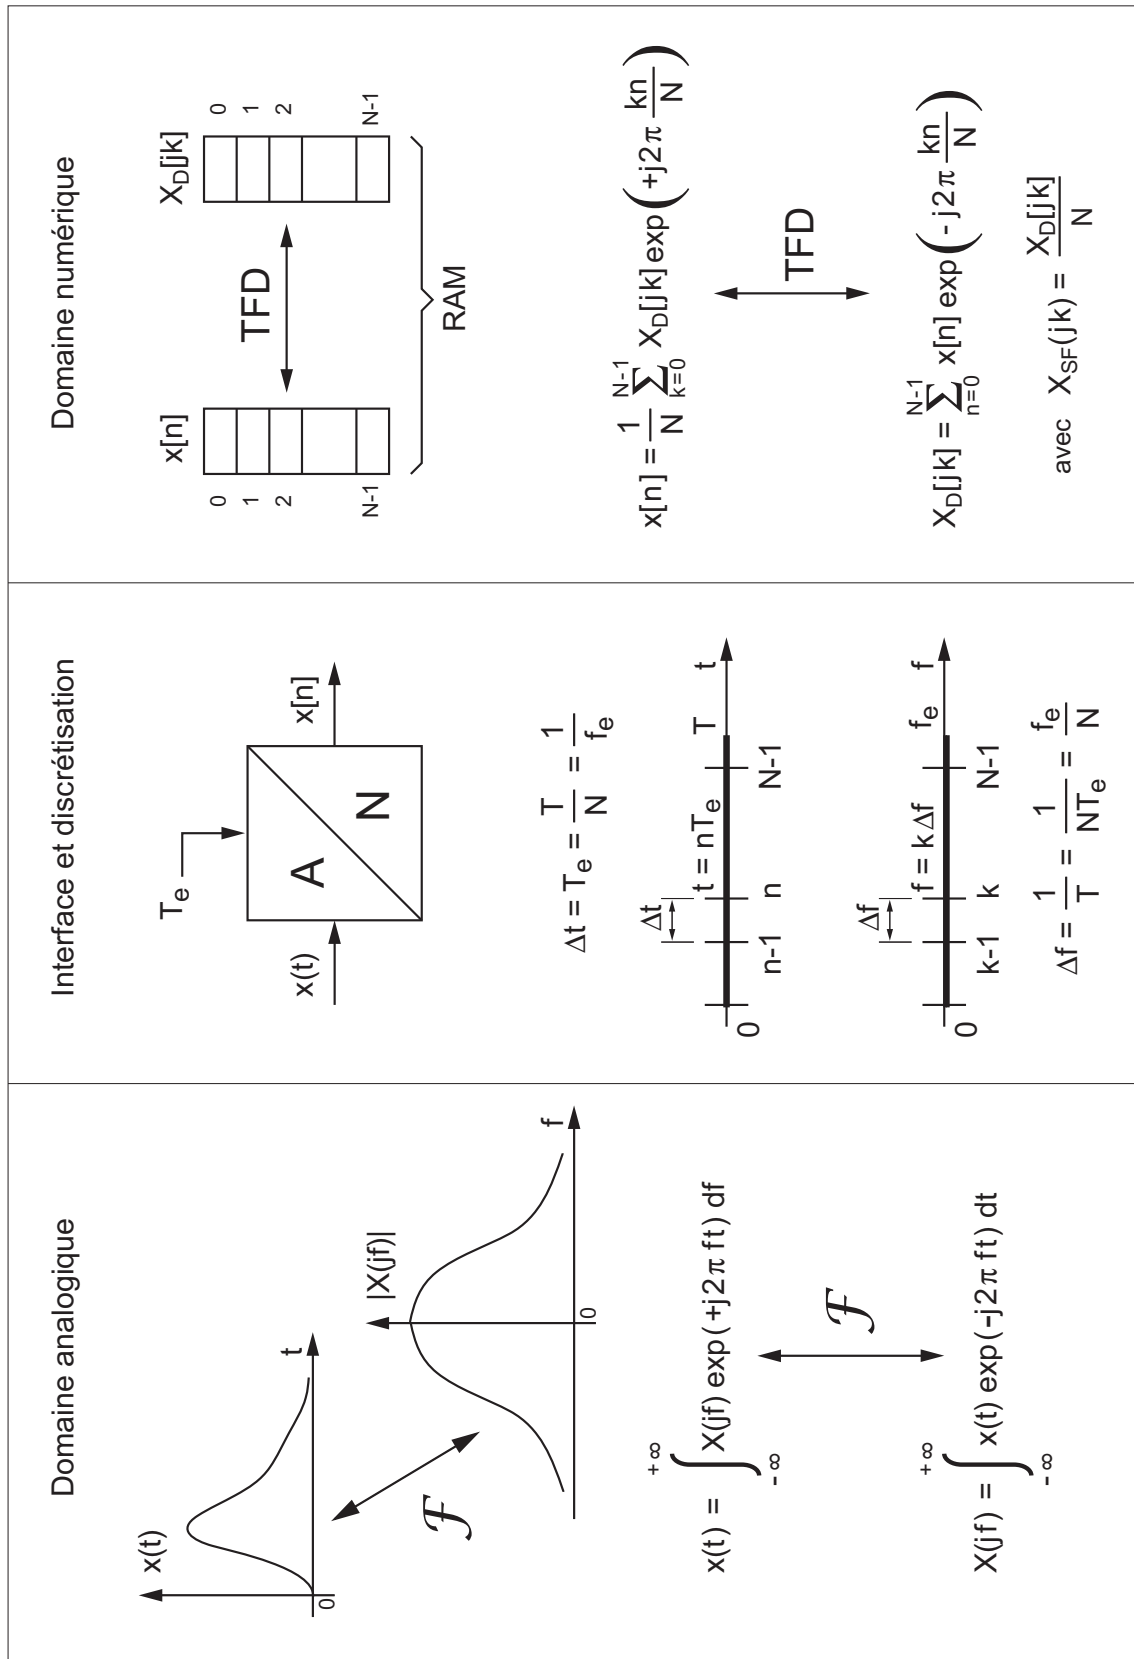 Domaine analogique
x(t)
t
0
|X(jf)|
f
0
ℱ
x(t) = ∫_{-∞}^{+∞} X(jf) exp(+j2π ft) df
ℱ
X(jf) = ∫_{-∞}^{+∞} x(t) exp(-j2π ft) dt
Interface et discrétisation
T_e
x(t)
A
N
x[n]
Δt = T_e = T/N = 1/f_e
Δt
t = nT_e
T
t
0
n-1
n
N-1
Δf
f = k Δf
f_e
f
0
k-1
k
N-1
Δf = 1/T = 1/NT_e = f_e/N
Domaine numérique
x[n]
X_D[jk]
0
1
2
N-1
TFD
0
1
2
N-1
RAM
x[n] = 1/N ∑_{k=0}^{N-1} X_D[jk] exp(+j2π kn/N)
TFD
X_D[jk] = ∑_{n=0}^{N-1} x[n] exp(-j2π kn/N)
avec X_SF(jk) = X_D[jk]/N